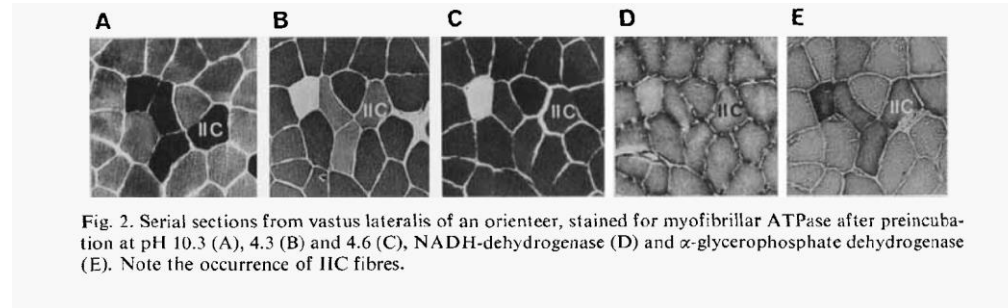 A B C D E
IIC IIC IIC IIC IIC
Fig. 2. Serial sections from vastus lateralis of an orienteer, stained for myofibrillar ATPase after preincuba-
tion at pH 10.3 (A), 4.3 (B) and 4.6 (C), NADH-dehydrogenase (D) and α-glycerophosphate dehydrogenase
(E). Note the occurrence of IIC fibres.